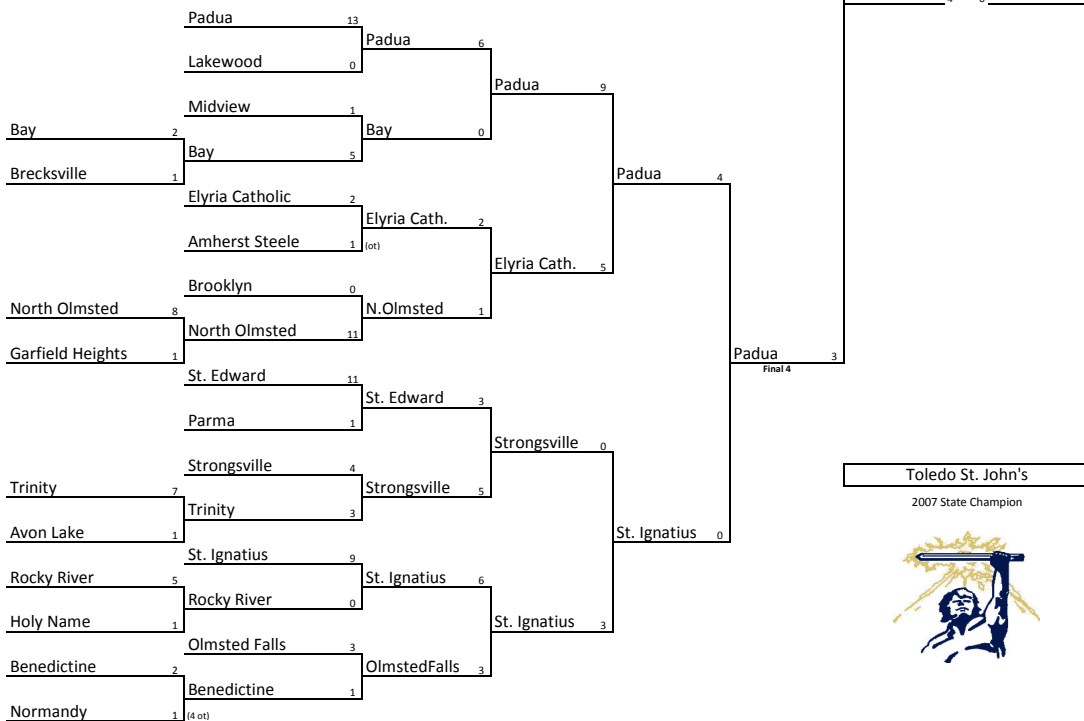 Padua 13
Padua 6
Lakewood 0
Padua 9
Midview 1
Bay 2
Bay 0
Bay 5
Brecksville 1
Padua 4
Elyria Catholic 2
Elyria Cath. 2
Amherst Steele 1 (ot)
Elyria Cath. 5
Brooklyn 0
North Olmsted 8
N.Olmsted 1
North Olmsted 11
Garfield Heights 1
Padua 3
Final 4
St. Edward 11
St. Edward 3
Parma 1
Strongsville 0
Strongsville 4
Toledo St. John's
Trinity 7
Strongsville 5
2007 State Champion
Trinity 3
Avon Lake 1
St. Ignatius 0
St. Ignatius 9
Rocky River 5
St. Ignatius 6
Rocky River 0
Holy Name 1
St. Ignatius 3
Olmsted Falls 3
Benedictine 2
OlmstedFalls 3
Benedictine 1
Normandy 1 (4 ot)